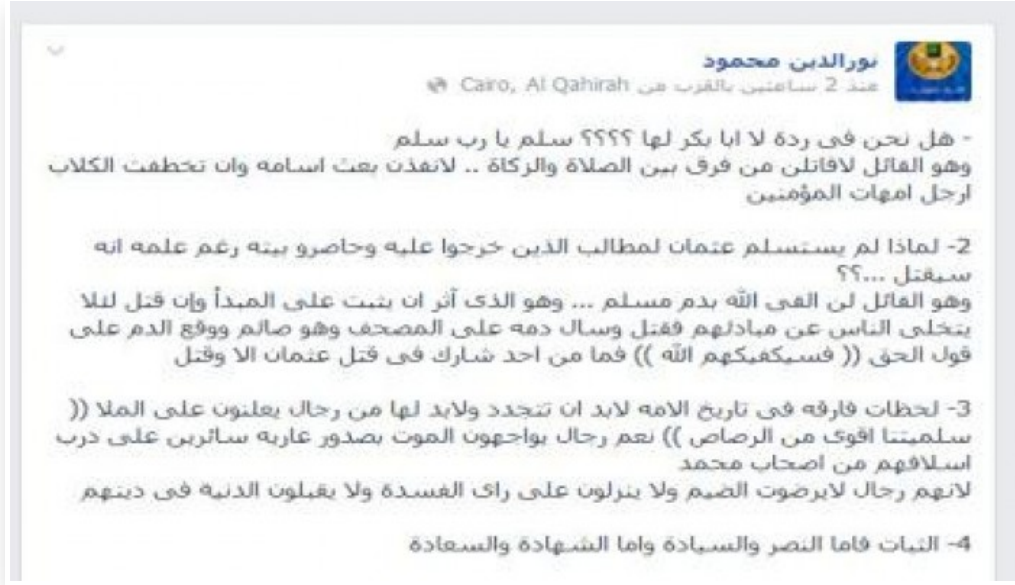 نورالدين محمود
منذ 2 ساعتين بالقرب من Cairo, Al Qahirah
- هل نحن فى ردة لا ابا بكر لها ؟؟؟؟ سلم يا رب سلم
وهو القائل لاقاتلن من فرق بين الصلاة والزكاة .. لانفذن بعث اسامه وان تخطفت الكلاب
ارجل امهات المؤمنين
2- لماذا لم يستسلم عثمان لمطالب الذين خرجوا عليه وحاصرو بيته رغم علمه انه
سيقتل ...؟؟
وهو القائل لن القى الله بدم مسلم ... وهو الذى آثر ان يثبت على المبدأ وإن قتل لئلا
يتخلى الناس عن مبادئهم فقتل وسال دمه على المصحف وهو صائم ووقع الدم على
قول الحق (( فسيكفيكهم الله )) فما من احد شارك فى قتل عثمان الا وقتل
3- لحظات فارقه فى تاريخ الامه لابد ان تتجدد ولابد لها من رجال يعلنون على الملا ((
سلميتنا اقوى من الرصاص )) نعم رجال يواجهون الموت بصدور عاريه سائرين على درب
اسلافهم من اصحاب محمد
لانهم رجال لايرضوت الضيم ولا ينزلون على راى الفسدة ولا يقبلون الدنية فى دينهم
4- الثبات فاما النصر والسيادة واما الشهادة والسعادة